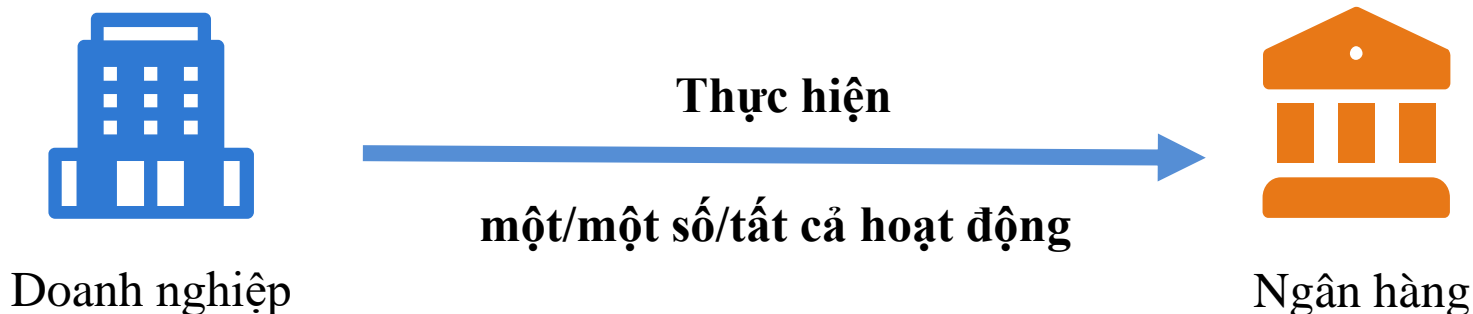 Thực hiện
một/một số/tất cả hoạt động
Doanh nghiệp
Ngân hàng